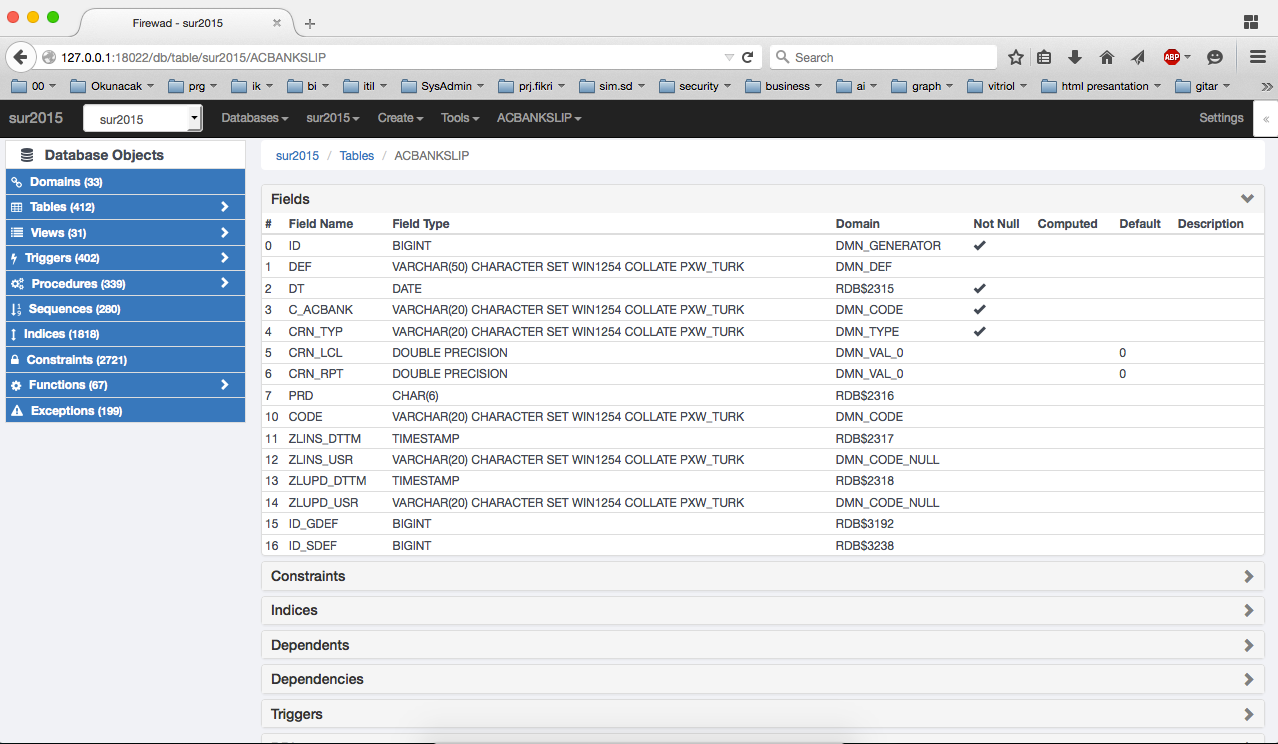 Firewad - sur2015
127.0.0.1:18022/db/table/sur2015/ACBANKSLIP
Search
ABP
00 Okunacak prg ik bi itil SysAdmin prj.fikri sim.sd security business ai graph vitriol html presantation gitar
sur2015 sur2015 Databases sur2015 Create Tools ACBANKSLIP Settings
Database Objects
Domains (33)
Tables (412)
Views (31)
Triggers (402)
Procedures (339)
Sequences (280)
Indices (1818)
Constraints (2721)
Functions (67)
Exceptions (199)
sur2015 / Tables / ACBANKSLIP
Fields
# Field Name Field Type Domain Not Null Computed Default Description
0 ID BIGINT DMN_GENERATOR ✔
1 DEF VARCHAR(50) CHARACTER SET WIN1254 COLLATE PXW_TURK DMN_DEF
2 DT DATE RDB$2315 ✔
3 C_ACBANK VARCHAR(20) CHARACTER SET WIN1254 COLLATE PXW_TURK DMN_CODE ✔
4 CRN_TYP VARCHAR(20) CHARACTER SET WIN1254 COLLATE PXW_TURK DMN_TYPE ✔
5 CRN_LCL DOUBLE PRECISION DMN_VAL_0 0
6 CRN_RPT DOUBLE PRECISION DMN_VAL_0 0
7 PRD CHAR(6) RDB$2316
10 CODE VARCHAR(20) CHARACTER SET WIN1254 COLLATE PXW_TURK DMN_CODE
11 ZLINS_DTTM TIMESTAMP RDB$2317
12 ZLINS_USR VARCHAR(20) CHARACTER SET WIN1254 COLLATE PXW_TURK DMN_CODE_NULL
13 ZLUPD_DTTM TIMESTAMP RDB$2318
14 ZLUPD_USR VARCHAR(20) CHARACTER SET WIN1254 COLLATE PXW_TURK DMN_CODE_NULL
15 ID_GDEF BIGINT RDB$3192
16 ID_SDEF BIGINT RDB$3238
Constraints
Indices
Dependents
Dependencies
Triggers